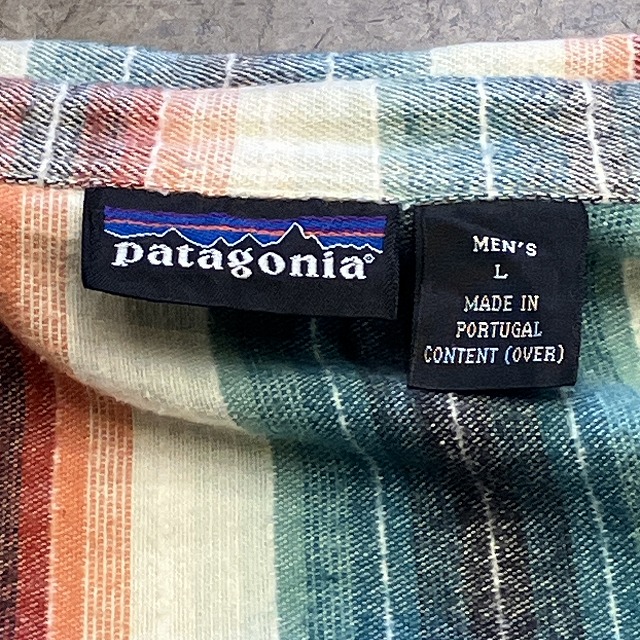 patagonia®
MEN'S
L
MADE IN
PORTUGAL
CONTENT (OVER)